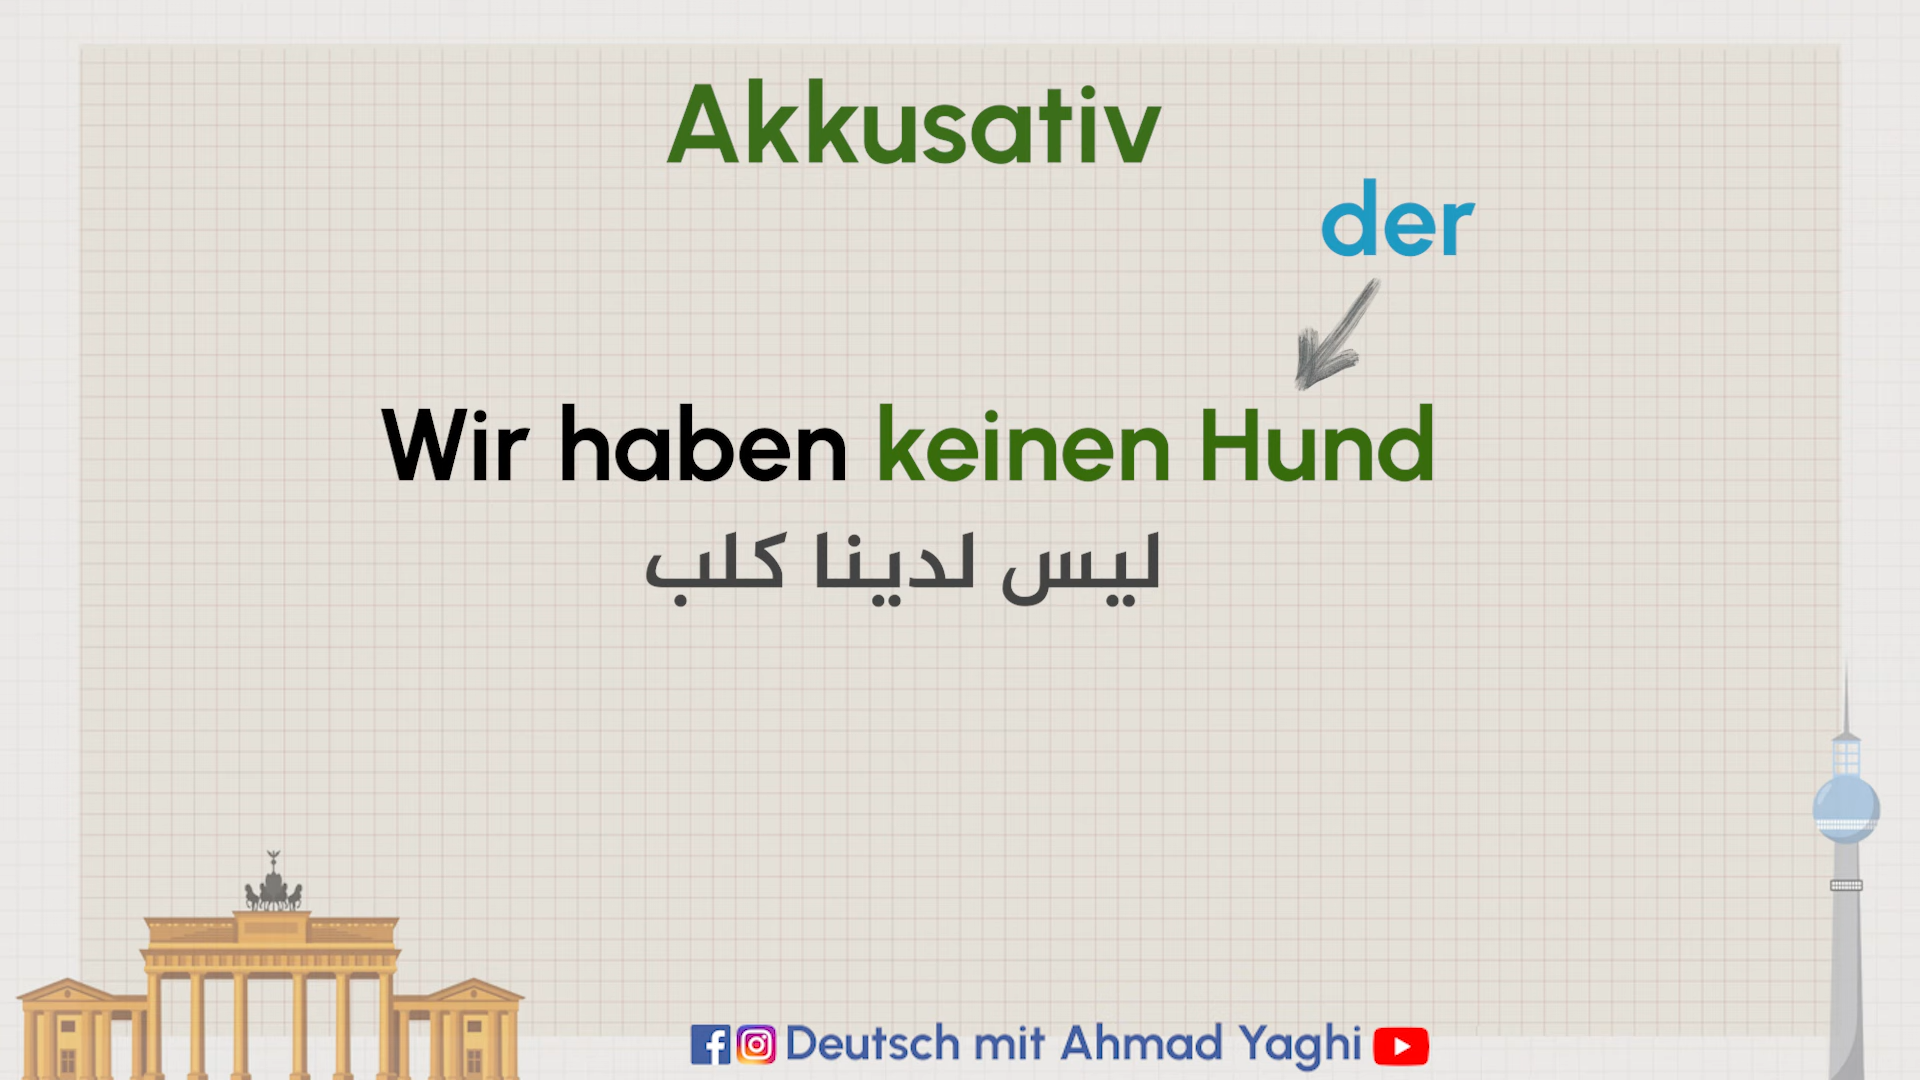 Akkusativ
der
Wir haben keinen Hund
ليس لدينا كلب
Deutsch mit Ahmad Yaghi